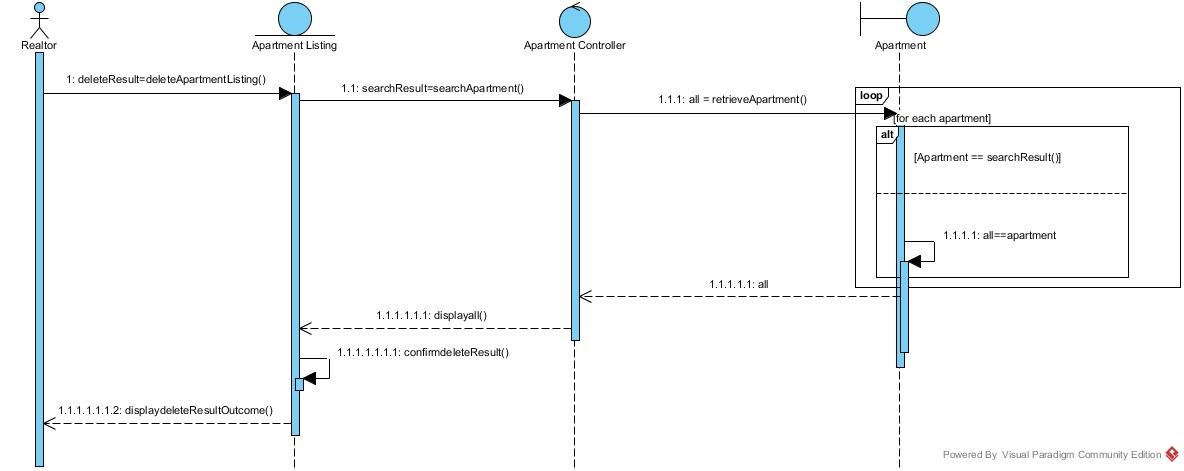 Realtor
Apartment Listing
Apartment Controller
Apartment
1: deleteResult=deleteApartmentListing()
1.1: searchResult=searchApartment()
1.1.1: all = retrieveApartment()
loop
[for each apartment]
alt
[Apartment == searchResult()]
1.1.1.1: all==apartment
1.1.1.1.1: all
1.1.1.1.1.1: displayall()
1.1.1.1.1.1.1: confirmdeleteResult()
1.1.1.1.1.1.2: displaydeleteResultOutcome()
Powered By Visual Paradigm Community Edition